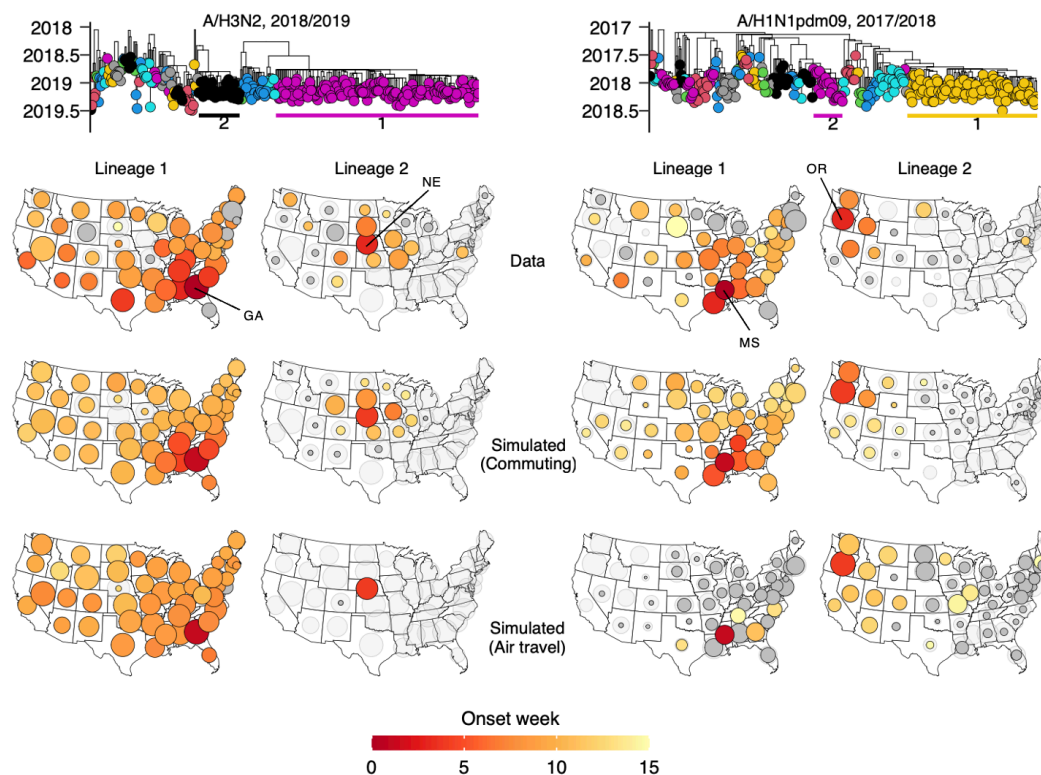 A/H3N2, 2018/2019
2018
2018.5
2019
2019.5
2
1
A/H1N1pdm09, 2017/2018
2017
2017.5
2018
2018.5
2
1
Lineage 1
Lineage 2
Lineage 1
Lineage 2
NE
OR
Data
GA
MS
Simulated
(Commuting)
Simulated
(Air travel)
Onset week
0
5
10
15